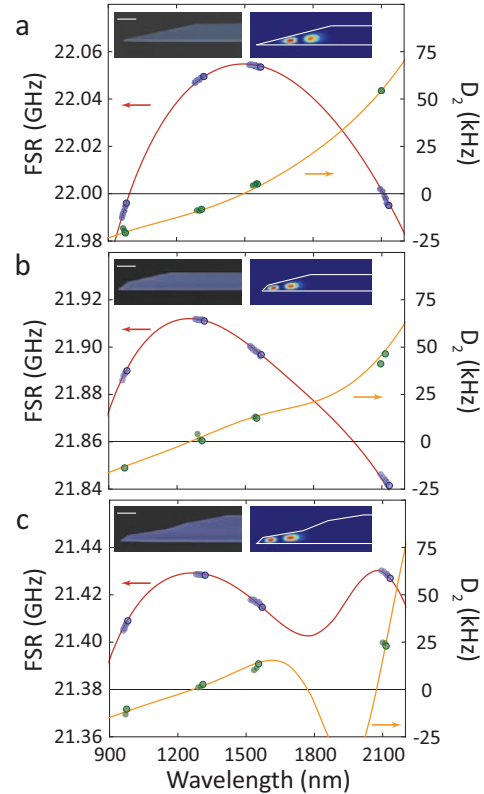 a
22.06
22.04
22.02
22.00
21.98
FSR (GHz)
75
50
25
0
-25
D2 (kHz)
b
21.92
21.90
21.88
21.86
21.84
FSR (GHz)
75
50
25
0
-25
D2 (kHz)
c
21.44
21.42
21.40
21.38
21.36
FSR (GHz)
75
50
25
0
-25
D2 (kHz)
900 1200 1500 1800 2100
Wavelength (nm)